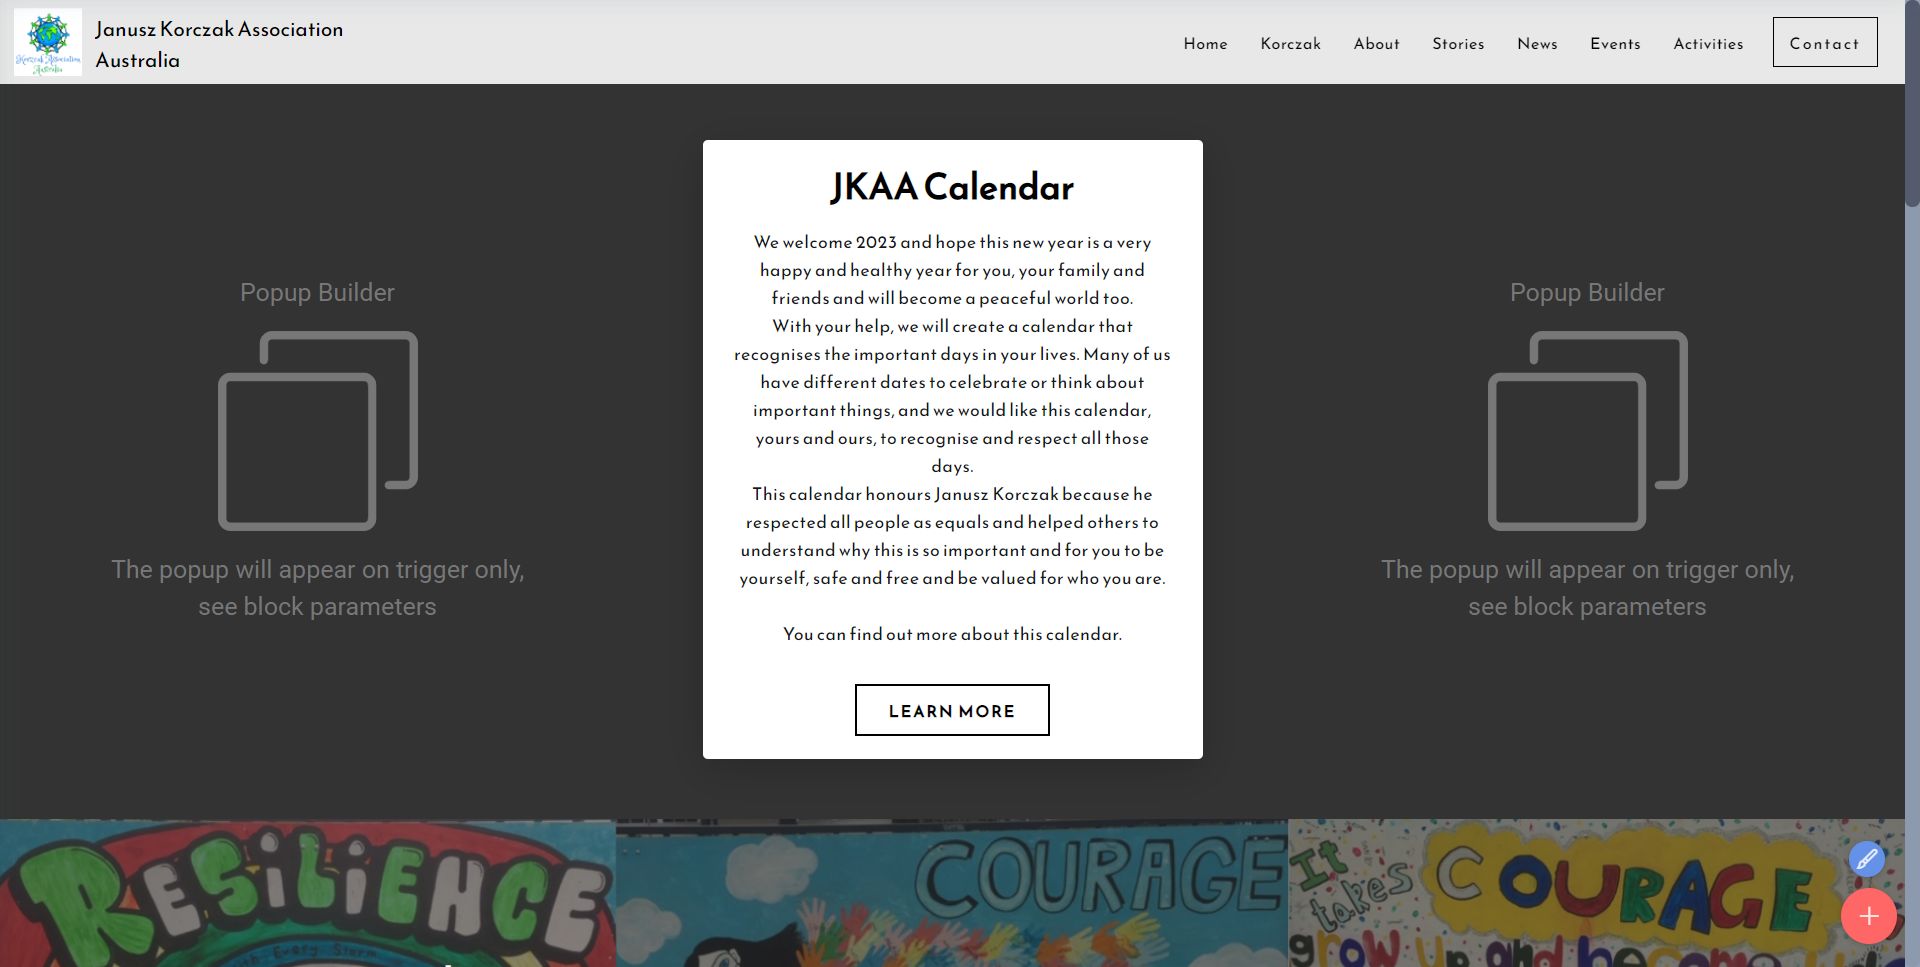 Korczak Association
Australia
Janusz Korczak Association
Australia
Home
Korczak
About
Stories
News
Events
Activities
Contact
JKAA Calendar
We welcome 2023 and hope this new year is a very
happy and healthy year for you, your family and
friends and will become a peaceful world too.
With your help, we will create a calendar that
recognises the important days in your lives. Many of us
have different dates to celebrate or think about
important things, and we would like this calendar,
yours and ours, to recognise and respect all those
days.
This calendar honours Janusz Korczak because he
respected all people as equals and helped others to
understand why this is so important and for you to be
yourself, safe and free and be valued for who you are.
You can find out more about this calendar.
LEARN MORE
Popup Builder
The popup will appear on trigger only,
see block parameters
Popup Builder
The popup will appear on trigger only,
see block parameters
RESiLiENCE
Every Storm
COURAGE
It
takes
COURAGE
grow up and become